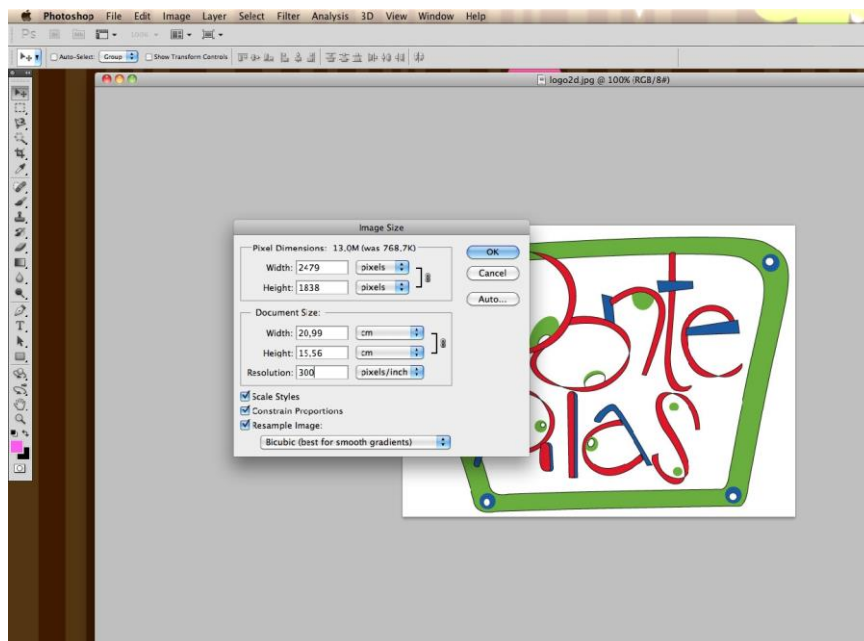 Photoshop File Edit Image Layer Select Filter Analysis 3D View Window Help
Ps
Auto-Select: Group Show Transform Controls
logo2d.jpg @ 100% (RGB/8#)
Image Size
Pixel Dimensions: 13,0M (was 768,7K)
Width: 2479 pixels
Height: 1838 pixels
OK
Cancel
Auto...
Document Size:
Width: 20,99 cm
Height: 15,56 cm
Resolution: 300 pixels/inch
Scale Styles
Constrain Proportions
Resample Image:
Bicubic (best for smooth gradients)